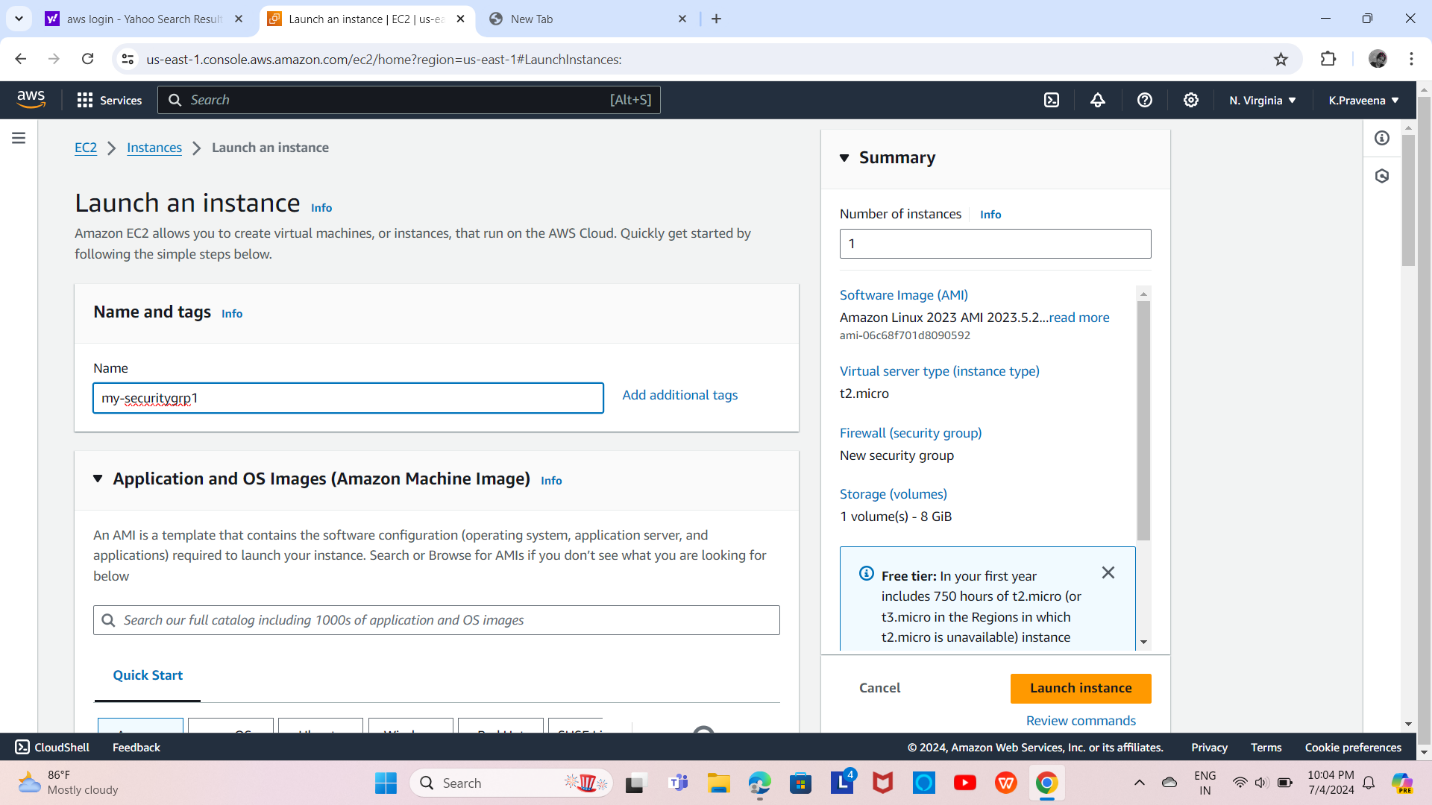 aws login - Yahoo Search Result
Launch an instance | EC2 | us-ea
New Tab
us-east-1.console.aws.amazon.com/ec2/home?region=us-east-1#LaunchInstances:
aws
Services
Search
[Alt+S]
N. Virginia
K.Praveena
EC2
Instances
Launch an instance
Launch an instance Info
Amazon EC2 allows you to create virtual machines, or instances, that run on the AWS Cloud. Quickly get started by
following the simple steps below.
Name and tags Info
Name
my-securitygrp1
Add additional tags
Application and OS Images (Amazon Machine Image) Info
An AMI is a template that contains the software configuration (operating system, application server, and
applications) required to launch your instance. Search or Browse for AMIs if you don't see what you are looking for
below
Search our full catalog including 1000s of application and OS images
Quick Start
Summary
Number of instances Info
1
Software Image (AMI)
Amazon Linux 2023 AMI 2023.5.2...read more
ami-06c68f701d8090592
Virtual server type (instance type)
t2.micro
Firewall (security group)
New security group
Storage (volumes)
1 volume(s) - 8 GiB
Free tier: In your first year
includes 750 hours of t2.micro (or
t3.micro in the Regions in which
t2.micro is unavailable) instance
Cancel
Launch instance
Review commands
CloudShell
Feedback
© 2024, Amazon Web Services, Inc. or its affiliates.
Privacy
Terms
Cookie preferences
86°F
Mostly cloudy
Search
4
ENG
IN
10:04 PM
7/4/2024
PRE